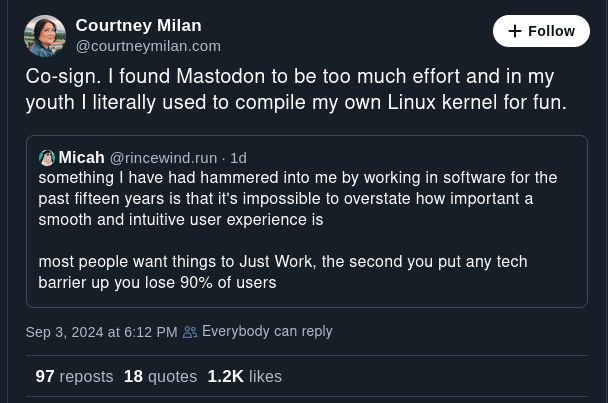 Courtney Milan
@courtneymilan.com
+ Follow
Co-sign. I found Mastodon to be too much effort and in my
youth I literally used to compile my own Linux kernel for fun.
Micah @rincewind.run · 1d
something I have had hammered into me by working in software for the
past fifteen years is that it's impossible to overstate how important a
smooth and intuitive user experience is
most people want things to Just Work, the second you put any tech
barrier up you lose 90% of users
Sep 3, 2024 at 6:12 PM Everybody can reply
97 reposts 18 quotes 1.2K likes